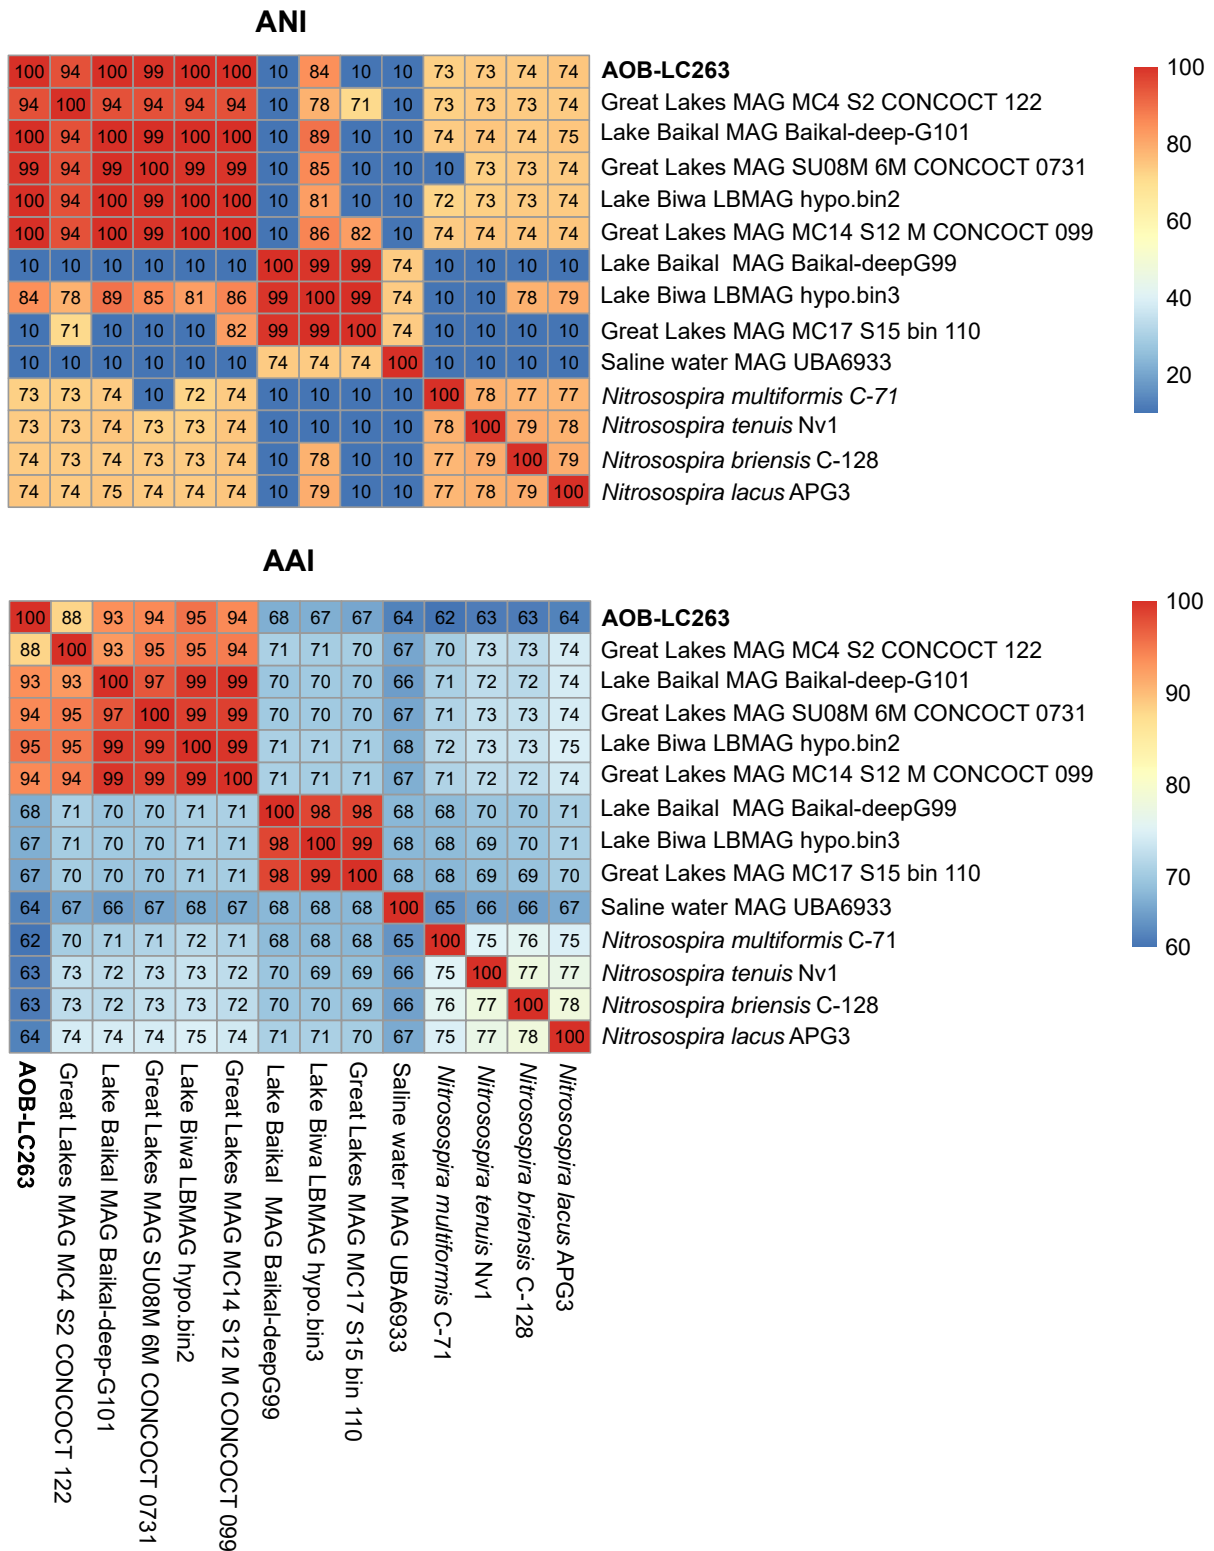 ANI
100 94 100 99 100 100 10 84 10 10 73 73 74 74 AOB-LC263
94 100 94 94 94 94 10 78 71 10 73 73 73 74 Great Lakes MAG MC4 S2 CONCOCT 122
100 94 100 99 100 100 10 89 10 10 74 74 74 75 Lake Baikal MAG Baikal-deep-G101
99 94 99 100 99 99 10 85 10 10 10 73 73 74 Great Lakes MAG SU08M 6M CONCOCT 0731
100 94 100 99 100 100 10 81 10 10 72 73 73 74 Lake Biwa LBMAG hypo.bin2
100 94 100 99 100 100 10 86 82 10 74 74 74 74 Great Lakes MAG MC14 S12 M CONCOCT 099
10 10 10 10 10 10 100 99 99 74 10 10 10 10 Lake Baikal MAG Baikal-deepG99
84 78 89 85 81 86 99 100 99 74 10 10 78 79 Lake Biwa LBMAG hypo.bin3
10 71 10 10 10 82 99 99 100 74 10 10 10 10 Great Lakes MAG MC17 S15 bin 110
10 10 10 10 10 10 74 74 74 100 10 10 10 10 Saline water MAG UBA6933
73 73 74 10 72 74 10 10 10 10 100 78 77 77 Nitrosospira multiformis C-71
73 73 74 73 73 74 10 10 10 10 78 100 79 78 Nitrosospira tenuis Nv1
74 73 74 73 73 74 10 78 10 10 77 79 100 79 Nitrosospira briensis C-128
74 74 75 74 74 74 10 79 10 10 77 78 79 100 Nitrosospira lacus APG3
100
80
60
40
20
AAI
100 88 93 94 95 94 68 67 67 64 62 63 63 64 AOB-LC263
88 100 93 95 95 94 71 71 70 67 70 73 73 74 Great Lakes MAG MC4 S2 CONCOCT 122
93 93 100 97 99 99 70 70 70 66 71 72 72 74 Lake Baikal MAG Baikal-deep-G101
94 95 97 100 99 99 70 70 70 67 71 73 73 74 Great Lakes MAG SU08M 6M CONCOCT 0731
95 95 99 99 100 99 71 71 71 68 72 73 73 75 Lake Biwa LBMAG hypo.bin2
94 94 99 99 99 100 71 71 71 67 71 72 72 74 Great Lakes MAG MC14 S12 M CONCOCT 099
68 71 70 70 71 71 100 98 98 68 68 70 70 71 Lake Baikal MAG Baikal-deepG99
67 71 70 70 71 71 98 100 99 68 68 69 70 71 Lake Biwa LBMAG hypo.bin3
67 70 70 70 71 71 98 99 100 68 68 69 69 70 Great Lakes MAG MC17 S15 bin 110
64 67 66 67 68 67 68 68 68 100 65 66 66 67 Saline water MAG UBA6933
62 70 71 71 72 71 68 68 68 65 100 75 76 75 Nitrosospira multiformis C-71
63 73 72 73 73 72 70 69 69 66 75 100 77 77 Nitrosospira tenuis Nv1
63 73 72 73 73 72 70 70 69 66 76 77 100 78 Nitrosospira briensis C-128
64 74 74 74 75 74 71 71 70 67 75 77 78 100 Nitrosospira lacus APG3
100
90
80
70
60
AOB-LC263
Great Lakes MAG MC4 S2 CONCOCT 122
Lake Baikal MAG Baikal-deep-G101
Great Lakes MAG SU08M 6M CONCOCT 0731
Lake Biwa LBMAG hypo.bin2
Great Lakes MAG MC14 S12 M CONCOCT 099
Lake Baikal MAG Baikal-deepG99
Lake Biwa LBMAG hypo.bin3
Great Lakes MAG MC17 S15 bin 110
Saline water MAG UBA6933
Nitrosospira multiformis C-71
Nitrosospira tenuis Nv1
Nitrosospira briensis C-128
Nitrosospira lacus APG3